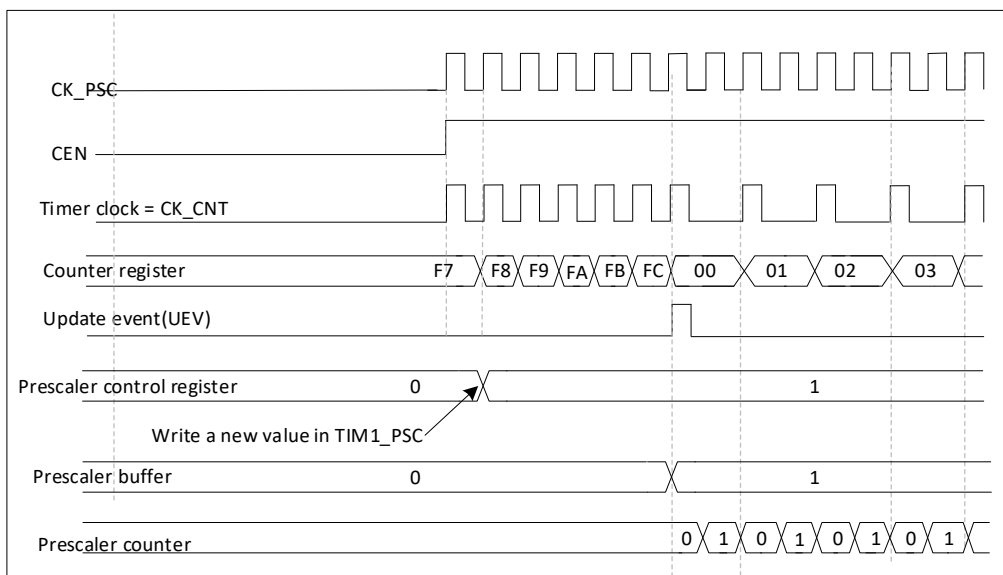 CK_PSC
CEN
Timer clock = CK_CNT
Counter register F7 F8 F9 FA FB FC 00 01 02 03
Update event(UEV)
Prescaler control register 0 1
Write a new value in TIM1_PSC
Prescaler buffer 0 1
Prescaler counter 0 1 0 1 0 1 0 1